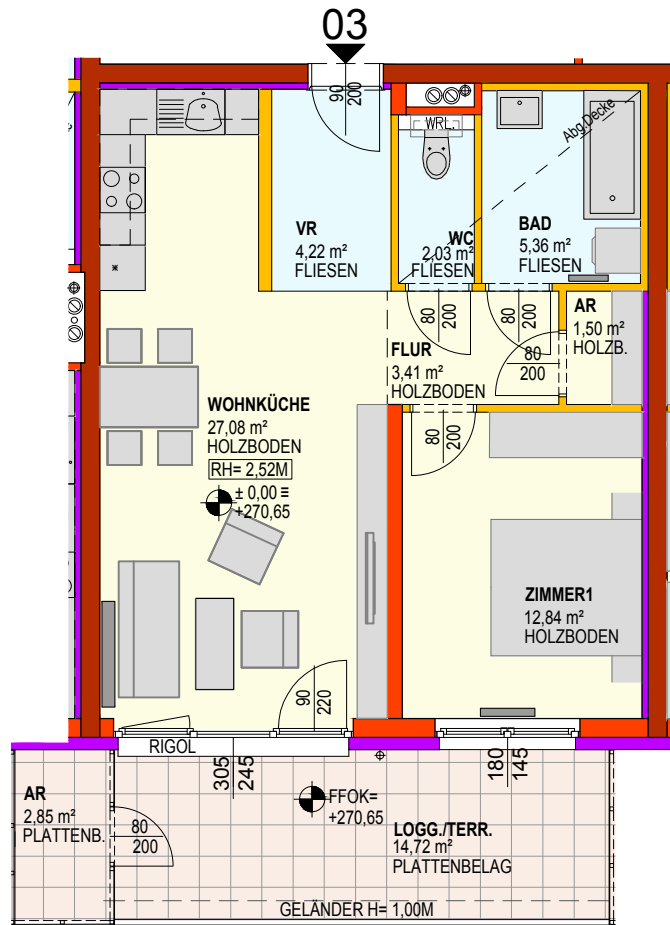 03
90
200
WRL.
Abg.Decke
VR
4,22 m²
FLIESEN
WC
2,03 m²
FLIESEN
BAD
5,36 m²
FLIESEN
80
200
80
200
AR
1,50 m²
HOLZB.
80
200
FLUR
3,41 m²
HOLZBODEN
WOHNKÜCHE
27,08 m²
HOLZBODEN
RH= 2,52M
± 0,00 =
+270,65
80
200
ZIMMER1
12,84 m²
HOLZBODEN
90
220
RIGOL
305
245
180
145
AR
2,85 m²
PLATTENB.
80
200
FFOK=
+270,65
LOGG./TERR.
14,72 m²
PLATTENBELAG
GELÄNDER H= 1,00M